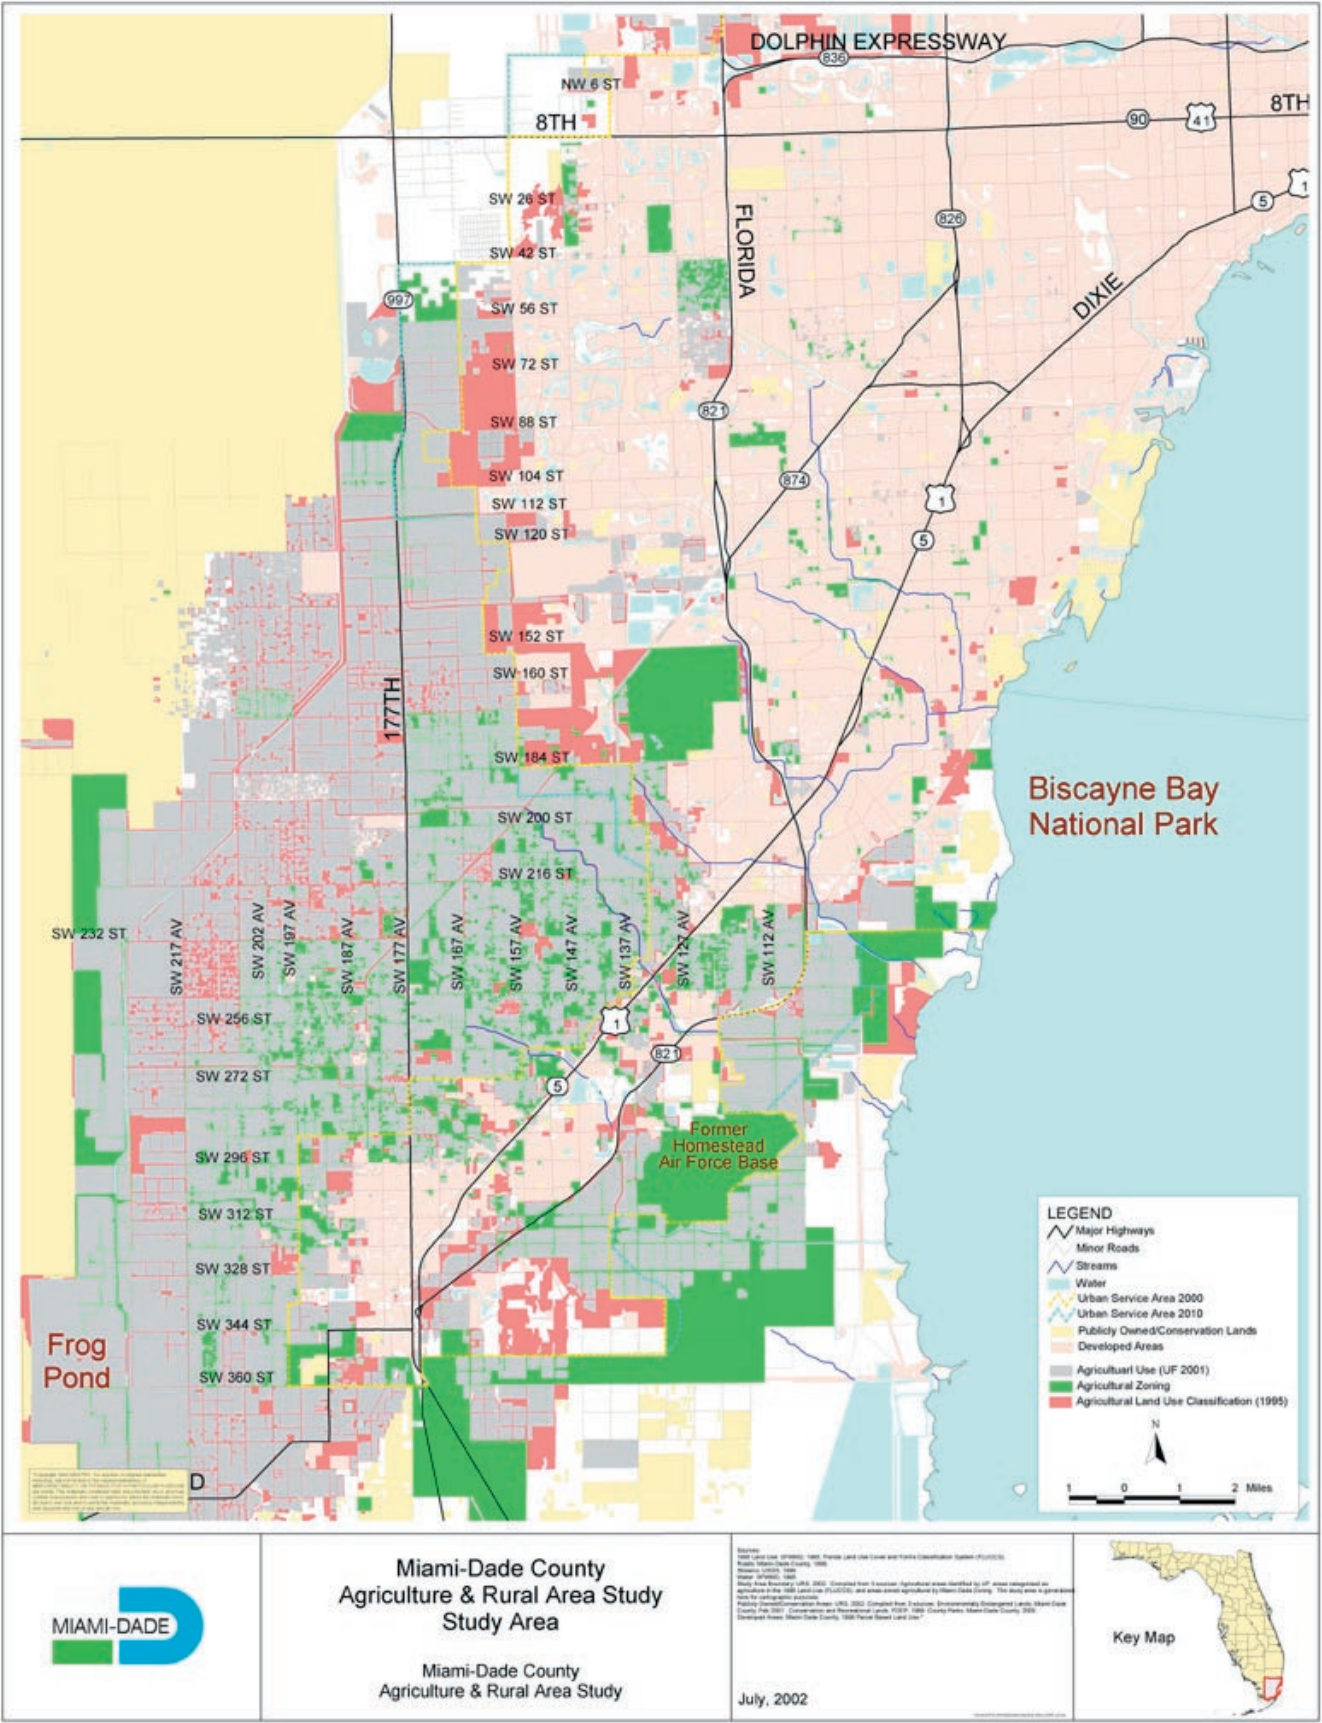 DOLPHIN EXPRESSWAY
836
NW 6 ST
8TH
90
41
8TH
1
5
SW 26 ST
FLORIDA
826
SW 42 ST
997
DIXIE
SW 56 ST
SW 72 ST
821
SW 88 ST
SW 104 ST
874
1
SW 112 ST
SW 120 ST
5
SW 152 ST
SW 160 ST
177TH
SW 184 ST
Biscayne Bay
National Park
SW 200 ST
SW 216 ST
SW 232 ST
SW 217 AV
SW 202 AV
SW 197 AV
SW 187 AV
SW 177 AV
SW 167 AV
SW 157 AV
SW 147 AV
SW 137 AV
SW 127 AV
SW 112 AV
SW 256 ST
1
821
SW 272 ST
5
Former
Homestead
Air Force Base
SW 296 ST
SW 312 ST
SW 328 ST
SW 344 ST
Frog
Pond
SW 360 ST
D
LEGEND
Major Highways
Minor Roads
Streams
Water
Urban Service Area 2000
Urban Service Area 2010
Publicly Owned/Conservation Lands
Developed Areas
Agricultuarl Use (UF 2001)
Agricultural Zoning
Agricultural Land Use Classification (1995)
N
1 0 1 2 Miles
MIAMI-DADE
Miami-Dade County
Agriculture & Rural Area Study
Study Area
Miami-Dade County
Agriculture & Rural Area Study
Sources:
July, 2002
Key Map